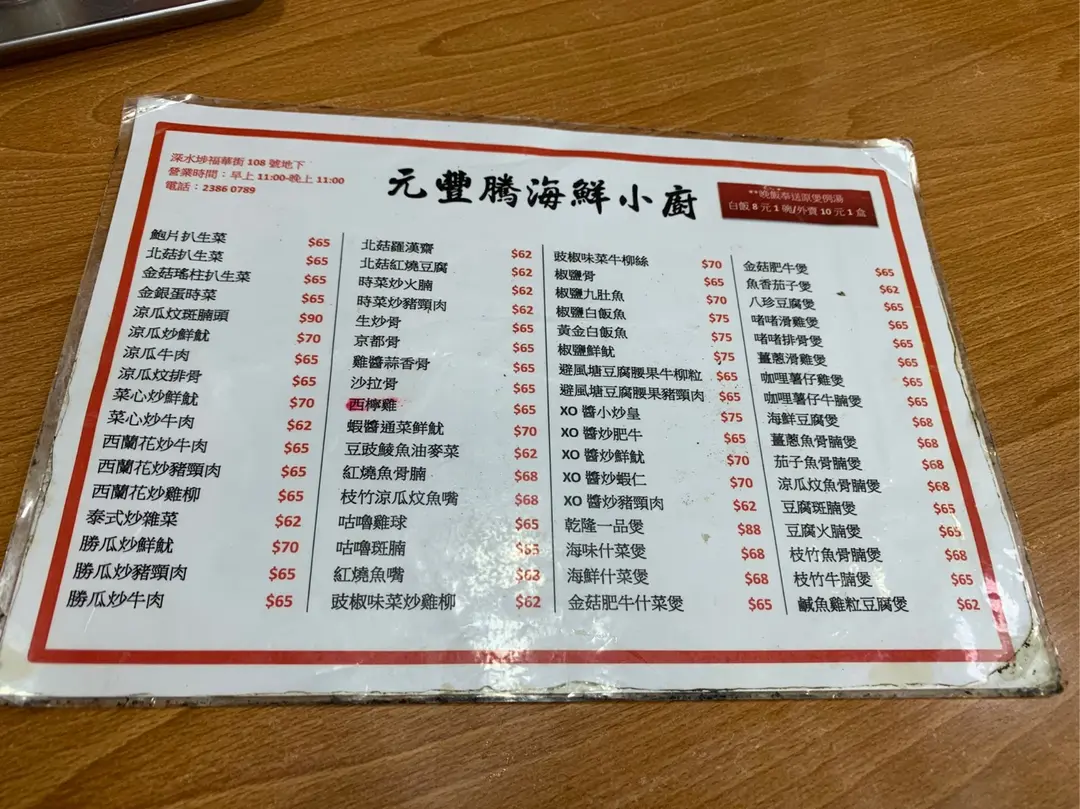 深水埗福華街 108 號地下
營業時間：早上 11:00-晚上 11:00
電話：2386 0789
元豐騰海鮮小廚
**晚飯奉送原煲例湯
白飯 8 元 1 碗/外賣 10 元 1 盒
鮑片扒生菜 $65
北菇扒生菜 $65
金菇瑤柱扒生菜 $65
金銀蛋時菜 $65
涼瓜炆斑腩頭 $90
涼瓜炒鮮魷 $70
涼瓜牛肉 $65
涼瓜炆排骨 $65
菜心炒鮮魷 $70
菜心炒牛肉 $62
西蘭花炒牛肉 $65
西蘭花炒豬頸肉 $65
西蘭花炒雞柳 $65
泰式炒雜菜 $62
勝瓜炒鮮魷 $70
勝瓜炒豬頸肉 $65
勝瓜炒牛肉 $65
北菇羅漢齋 $62
北菇紅燒豆腐 $62
時菜炒火腩 $62
時菜炒豬頸肉 $62
生炒骨 $65
京都骨 $65
雞醬蒜香骨 $65
沙拉骨 $65
西檸雞 $65
蝦醬通菜鮮魷 $70
豆豉鯪魚油麥菜 $62
紅燒魚骨腩 $68
枝竹涼瓜炆魚嘴 $68
咕嚕雞球 $65
咕嚕斑腩 $65
紅燒魚嘴
豉椒味菜炒雞柳 $62
豉椒味菜牛柳絲 $70
椒鹽骨 $65
椒鹽九肚魚 $70
椒鹽白飯魚 $75
黃金白飯魚 $75
椒鹽鮮魷 $75
避風塘豆腐腰果牛柳粒 $65
避風塘豆腐腰果豬頸肉 $65
XO 醬小炒皇 $75
XO 醬炒肥牛 $65
XO 醬炒鮮魷 $70
XO 醬炒蝦仁 $70
XO 醬炒豬頸肉 $62
乾隆一品煲 $88
海味什菜煲 $68
海鮮什菜煲 $68
金菇肥牛什菜煲 $65
金菇肥牛煲 $65
魚香茄子煲 $62
八珍豆腐煲 $65
啫啫滑雞煲 $65
啫啫排骨煲 $65
薑蔥滑雞煲 $65
咖哩薯仔雞煲 $65
咖哩薯仔牛腩煲 $65
海鮮豆腐煲 $68
薑蔥魚骨腩煲 $68
茄子魚骨腩煲 $68
涼瓜炆魚骨腩煲 $68
豆腐斑腩煲 $65
豆腐火腩煲 $65
枝竹魚骨腩煲 $68
枝竹牛腩煲 $65
鹹魚雞粒豆腐煲 $62